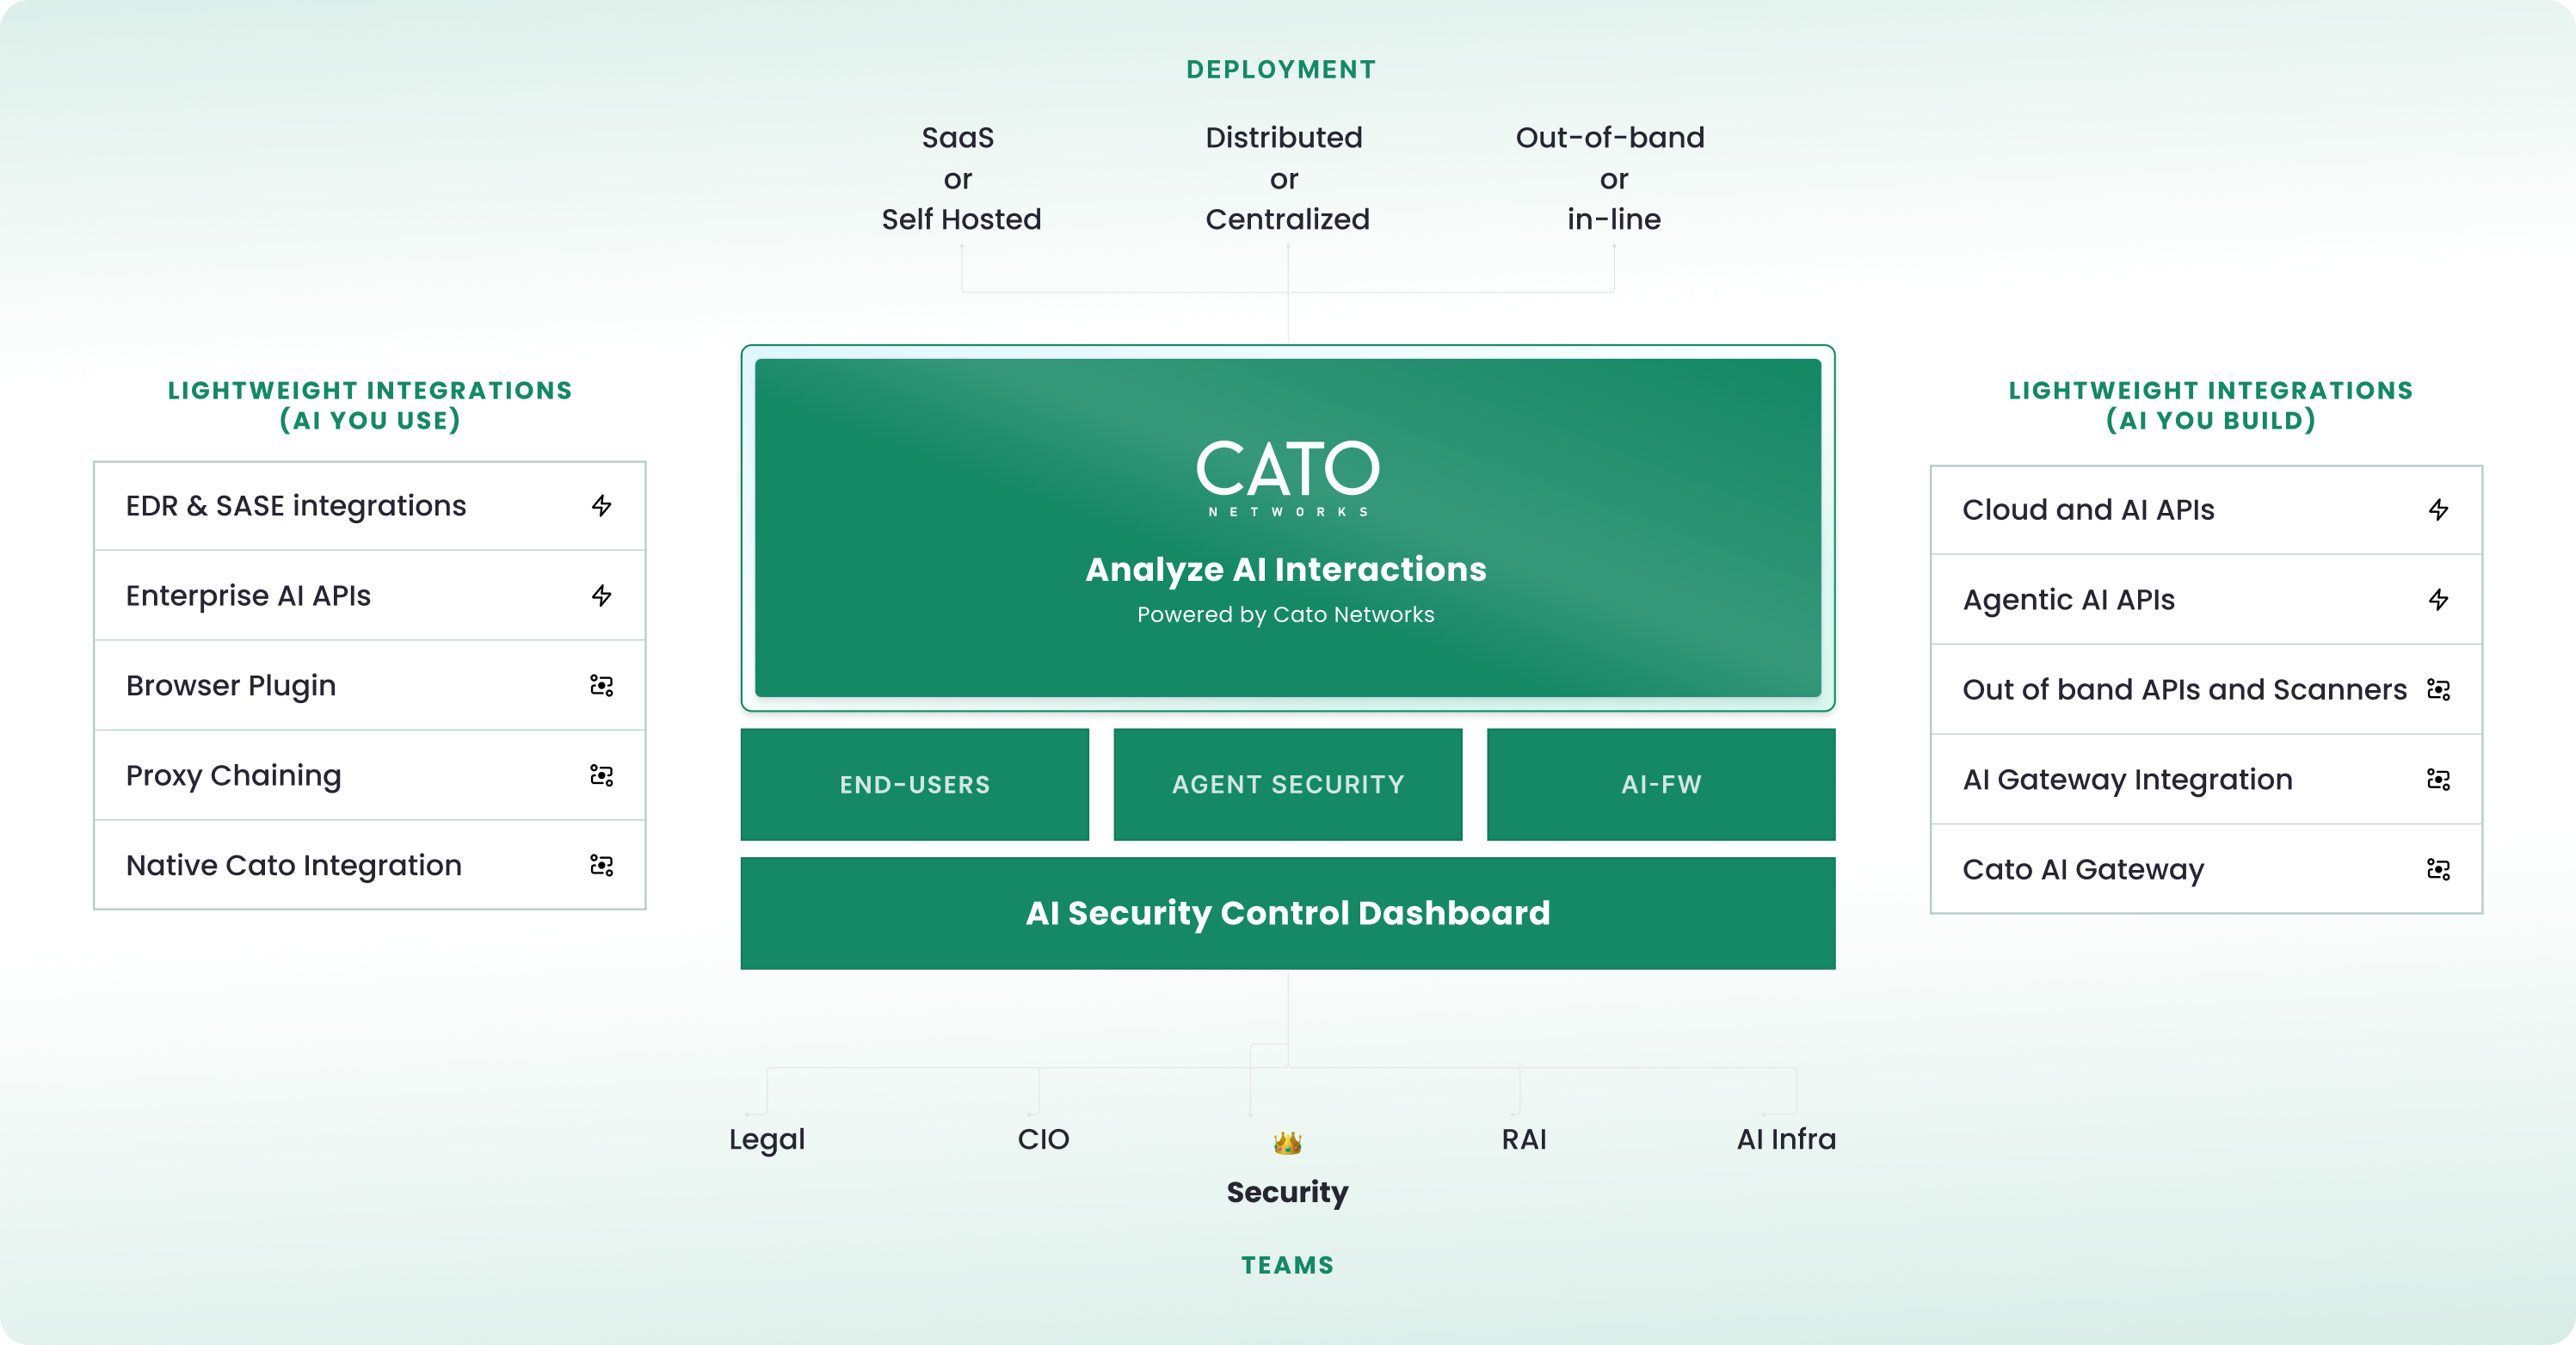 DEPLOYMENT
SaaS
or
Self Hosted
Distributed
or
Centralized
Out-of-band
or
in-line
LIGHTWEIGHT INTEGRATIONS
(AI YOU USE)
EDR & SASE integrations
Enterprise AI APIs
Browser Plugin
Proxy Chaining
Native Cato Integration
CATO
NETWORKS
Analyze AI Interactions
Powered by Cato Networks
END-USERS
AGENT SECURITY
AI-FW
AI Security Control Dashboard
LIGHTWEIGHT INTEGRATIONS
(AI YOU BUILD)
Cloud and AI APIs
Agentic AI APIs
Out of band APIs and Scanners
AI Gateway Integration
Cato AI Gateway
Legal
CIO
Security
RAI
AI Infra
TEAMS